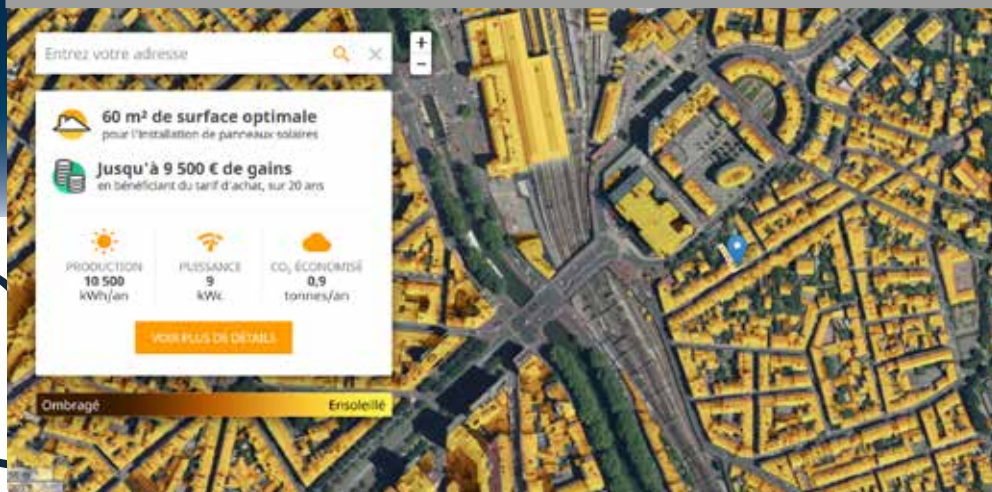 Entrez votre adresse
+
-
60 m² de surface optimale
pour l'installation de panneaux solaires
Jusqu'à 9 500 € de gains
en bénéficiant du tarif d'achat, sur 20 ans
PRODUCTION
10 500
kWh/an
PUISSANCE
9
kWc
CO₂ ÉCONOMISÉ
0,9
tonnes/an
VOIR PLUS DE DÉTAILS
Ombragé
Ensoleillé